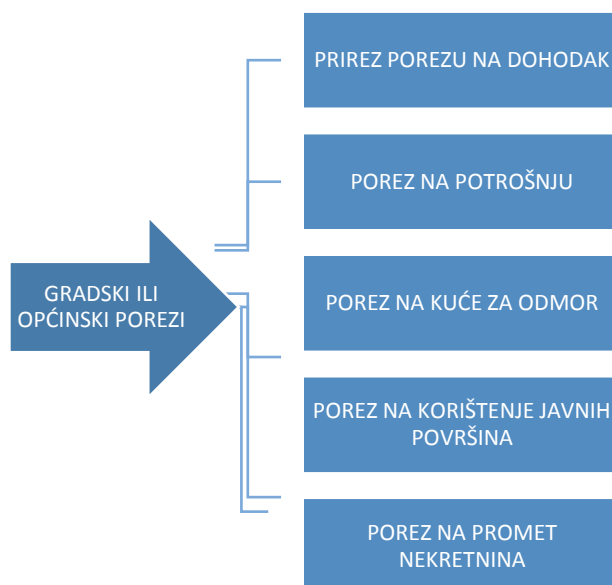 PRIREZ POREZU NA DOHODAK
POREZ NA POTROŠNJU
GRADSKI ILI
OPĆINSKI POREZI
POREZ NA KUĆE ZA ODMOR
POREZ NA KORIŠTENJE JAVNIH
POVRŠINA
POREZ NA PROMET
NEKRETNINA